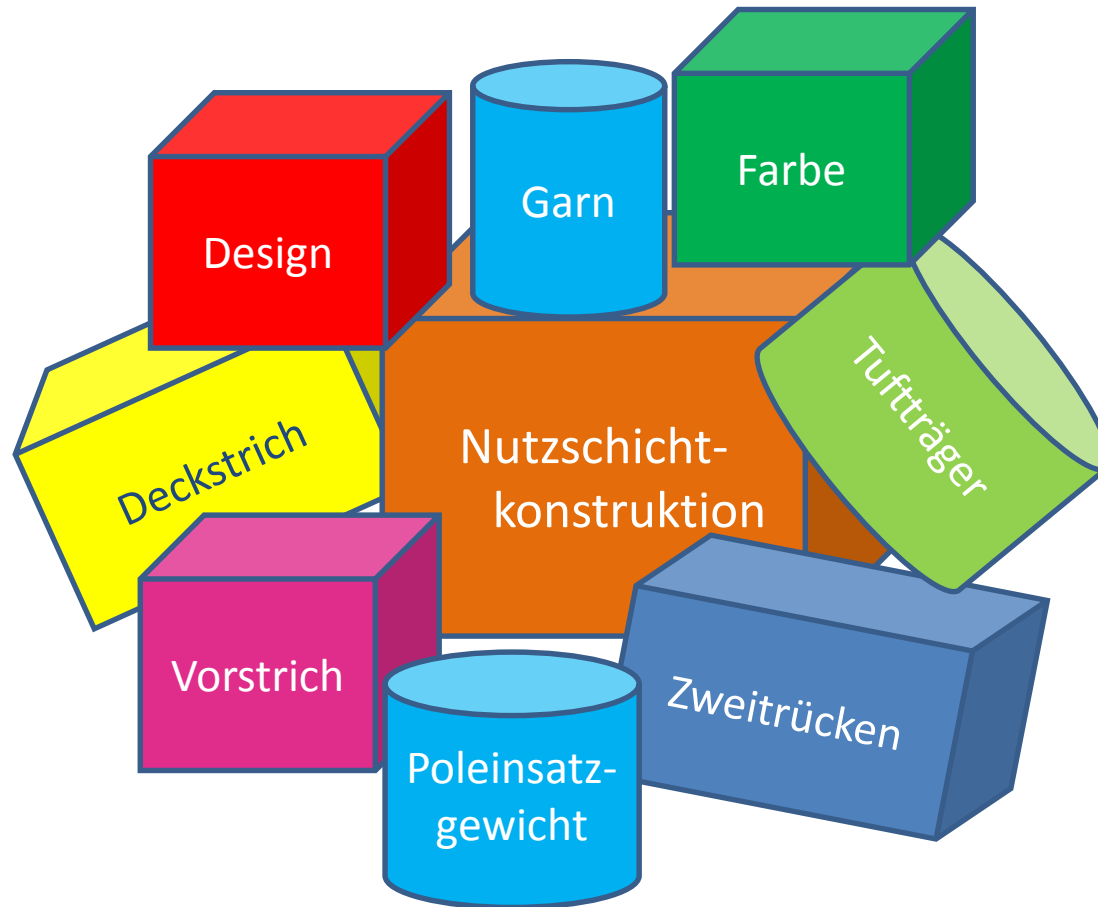 Farbe
Garn
Design
Tuftträger
Deckstrich
Nutzschicht-
konstruktion
Vorstrich
Zweitrücken
Poleinsatz-
gewicht